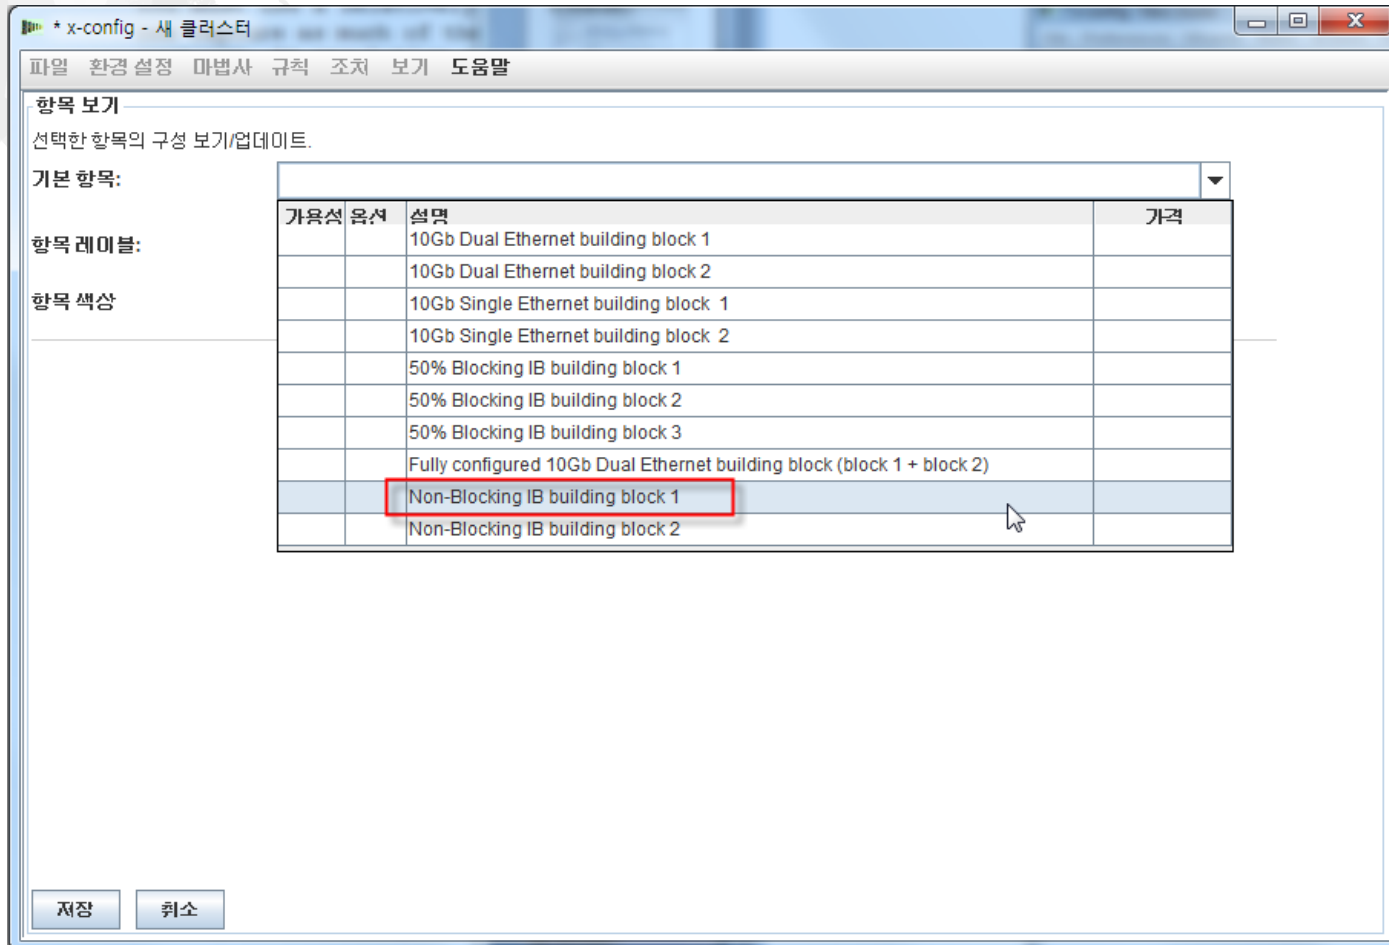 * x-config - 새 클러스터
파일 환경 설정 마법사 규칙 조처 보기 도움말
항목 보기
선택한 항목의 구성 보기/업데이트.
기본 항목:
가용성 옵션 설명 가격
항목 레이블:
10Gb Dual Ethernet building block 1
10Gb Dual Ethernet building block 2
항목 색상
10Gb Single Ethernet building block 1
10Gb Single Ethernet building block 2
50% Blocking IB building block 1
50% Blocking IB building block 2
50% Blocking IB building block 3
Fully configured 10Gb Dual Ethernet building block (block 1 + block 2)
Non-Blocking IB building block 1
Non-Blocking IB building block 2
저장 취소